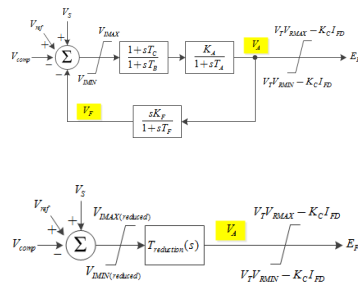 V_S
V_ref
V_comp
+
+
−
−
Σ
V_IMAX
V_IMIN
1+sT_C
1+sT_B
K_A
1+sT_A
V_A
V_T V_RMAX − K_C I_FD
V_T V_RMIN − K_C I_FD
V_F
sK_F
1+sT_F
V_S
V_ref
V_comp
+
+
−
Σ
V_IMAX(reduced)
V_IMIN(reduced)
T_reduction(s)
V_A
V_T V_RMAX − K_C I_FD
V_T V_RMIN − K_C I_FD